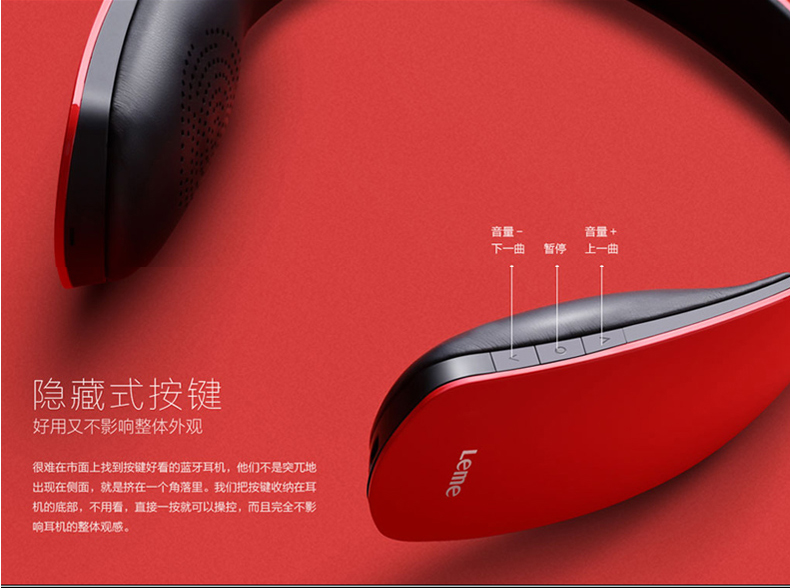 音量－ 音量＋
下一曲 暂停 上一曲
隐藏式按键
好用又不影响整体外观
很难在市面上找到按键好看的蓝牙耳机，他们不是突兀地
出现在侧面，就是挤在一个角落里。我们把按键收纳在耳
机的底部，不用看，直接一按就可以操控，而且完全不影
响耳机的整体观感。
Leme